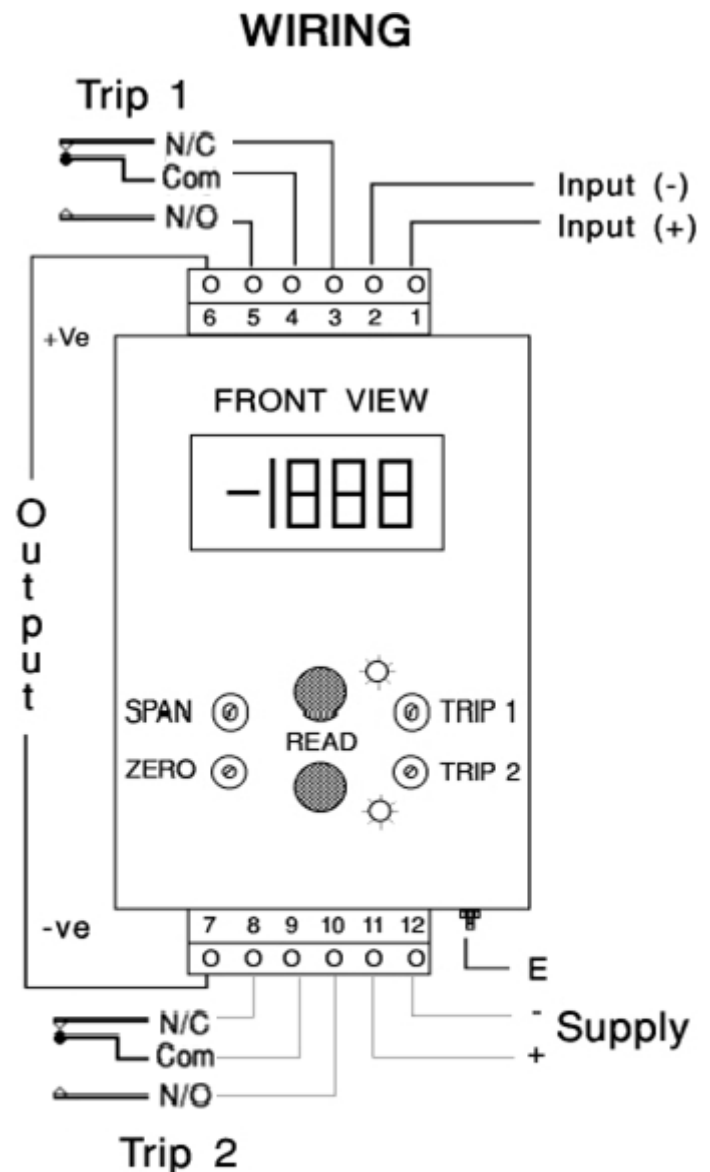 WIRING
Trip 1
N/C
Com
N/O
Input (-)
Input (+)
6 5 4 3 2 1
+Ve
FRONT VIEW
-1888
Output
SPAN
TRIP 1
READ
ZERO
TRIP 2
-ve
7 8 9 10 11 12
E
N/C
Com
N/O
-
Supply
+
Trip 2